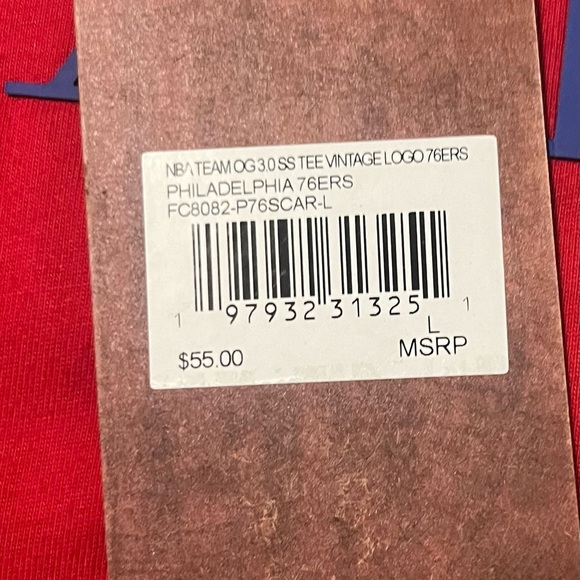 NBA TEAM OG 3.0 SS TEE VINTAGE LOGO 76ERS
PHILADELPHIA 76ERS
FC8082-P76SCAR-L
1 97932 31325 1
L
$55.00 MSRP